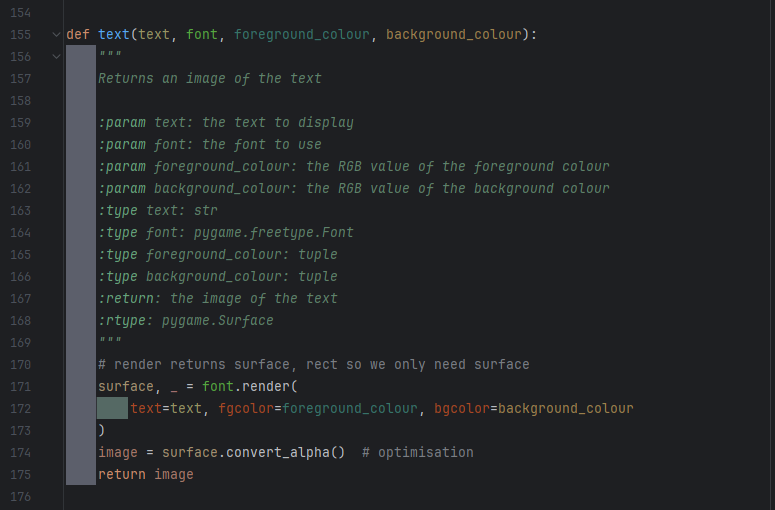 154
155 def text(text, font, foreground_colour, background_colour):
156 """
157 Returns an image of the text
158
159 :param text: the text to display
160 :param font: the font to use
161 :param foreground_colour: the RGB value of the foreground colour
162 :param background_colour: the RGB value of the background colour
163 :type text: str
164 :type font: pygame.freetype.Font
165 :type foreground_colour: tuple
166 :type background_colour: tuple
167 :return: the image of the text
168 :rtype: pygame.Surface
169 """
170 # render returns surface, rect so we only need surface
171 surface, _ = font.render(
172 text=text, fgcolor=foreground_colour, bgcolor=background_colour
173 )
174 image = surface.convert_alpha()  # optimisation
175 return image
176